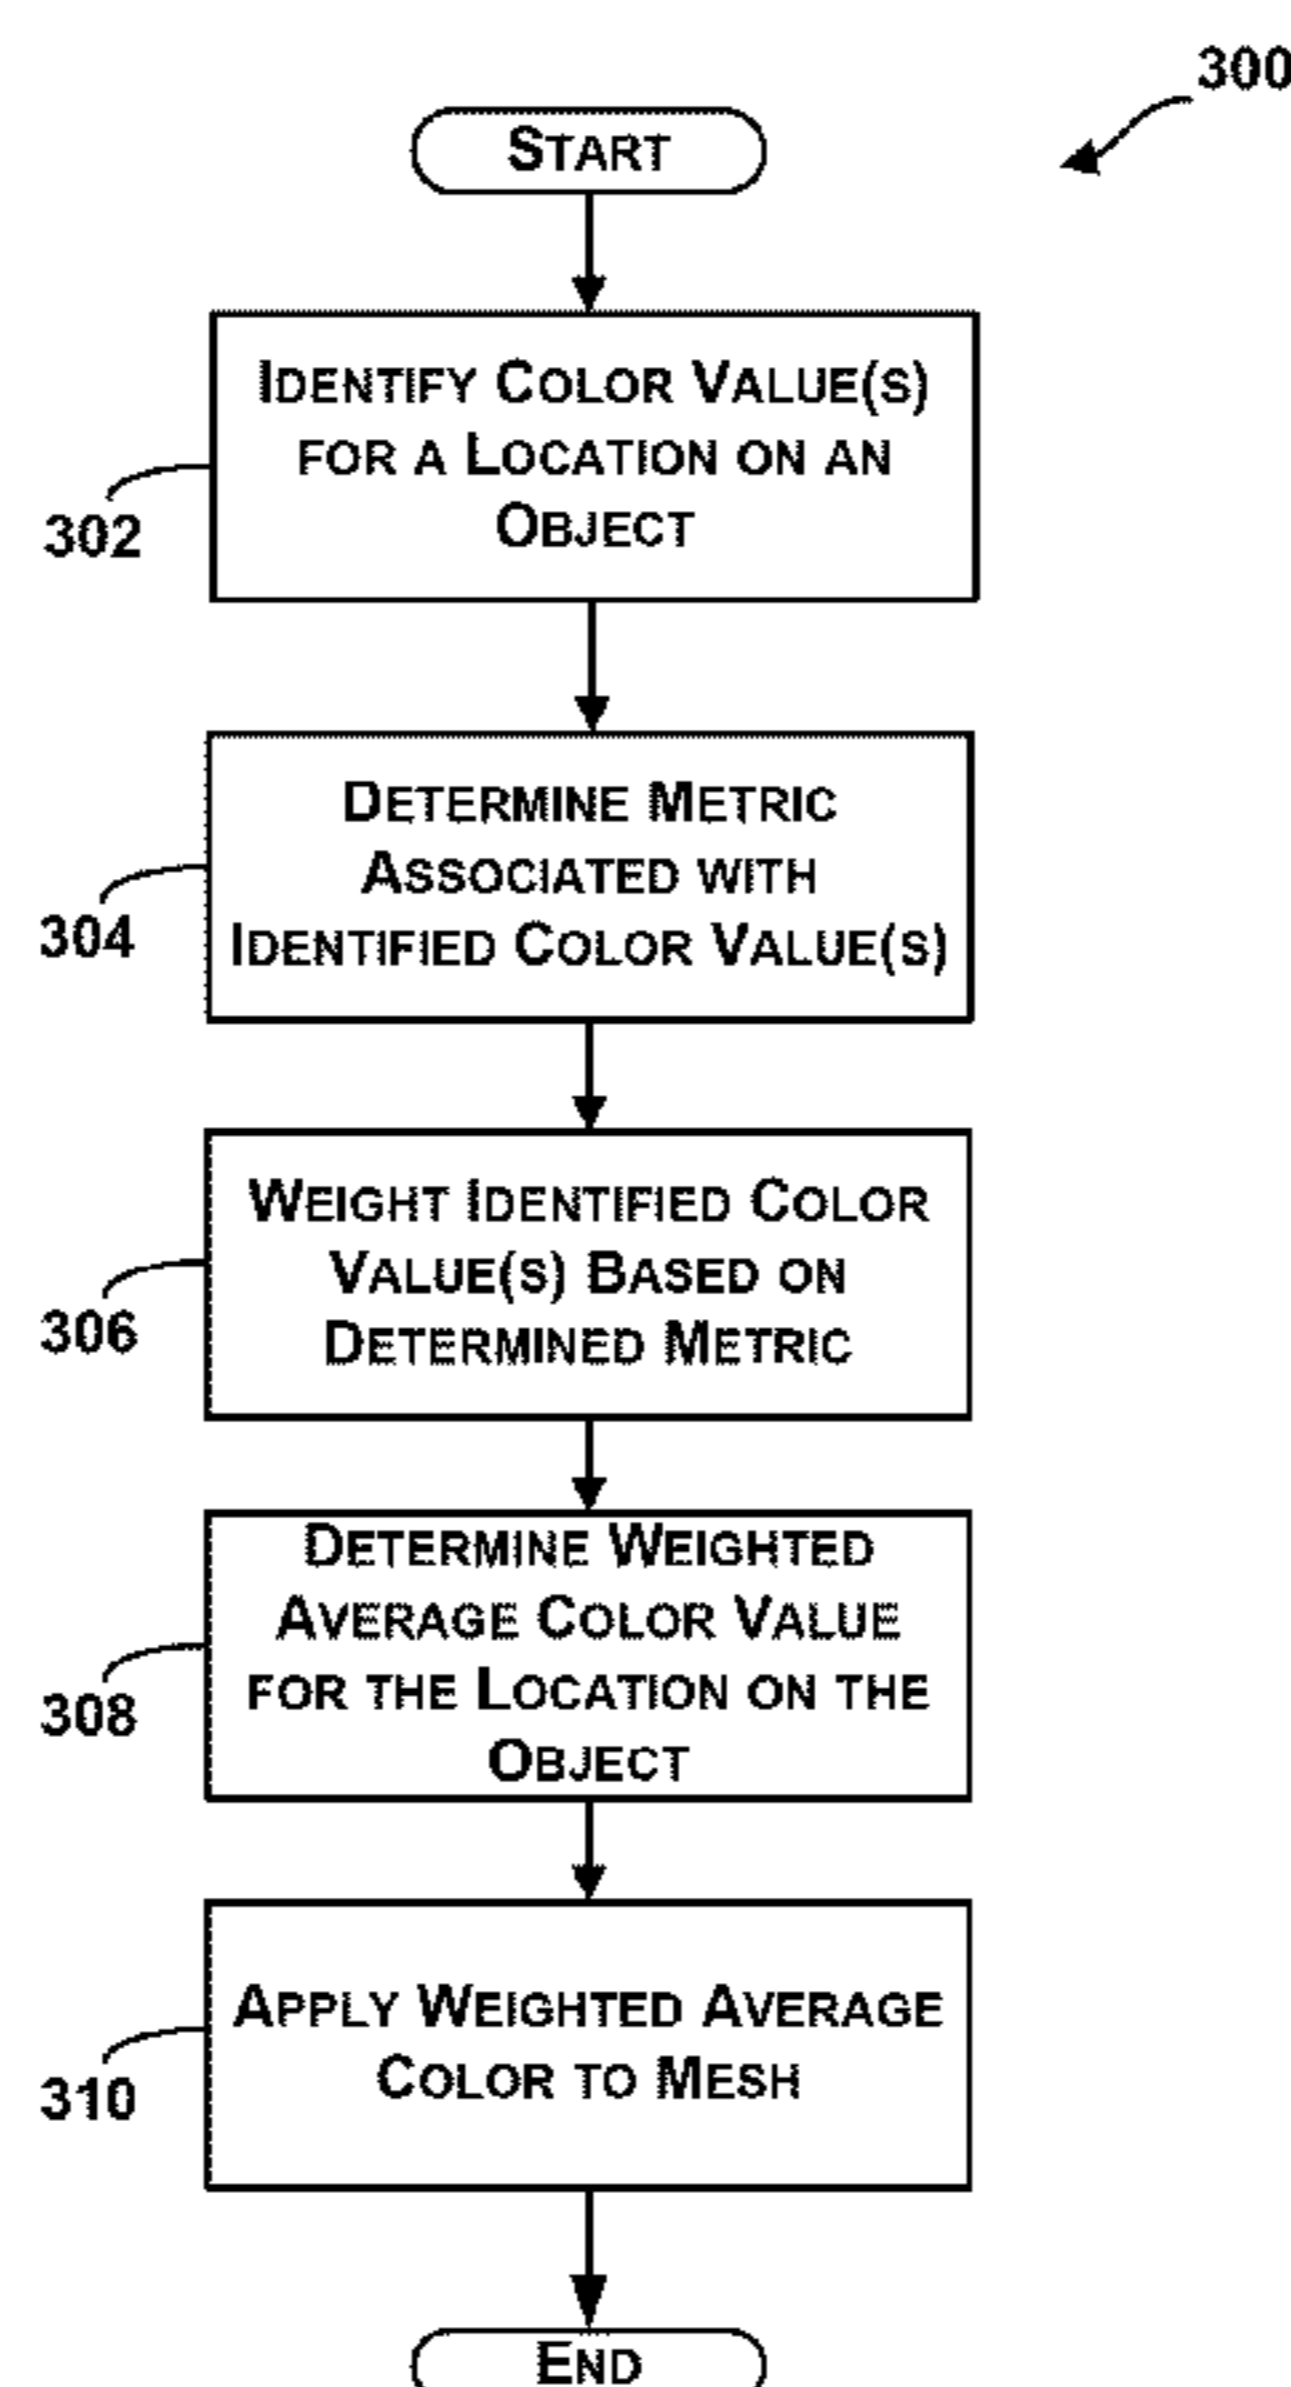 300
START
IDENTIFY COLOR VALUE(S)
FOR A LOCATION ON AN
OBJECT
302
DETERMINE METRIC
ASSOCIATED WITH
IDENTIFIED COLOR VALUE(S)
304
WEIGHT IDENTIFIED COLOR
VALUE(S) BASED ON
DETERMINED METRIC
306
DETERMINE WEIGHTED
AVERAGE COLOR VALUE
FOR THE LOCATION ON THE
OBJECT
308
APPLY WEIGHTED AVERAGE
COLOR TO MESH
310
END